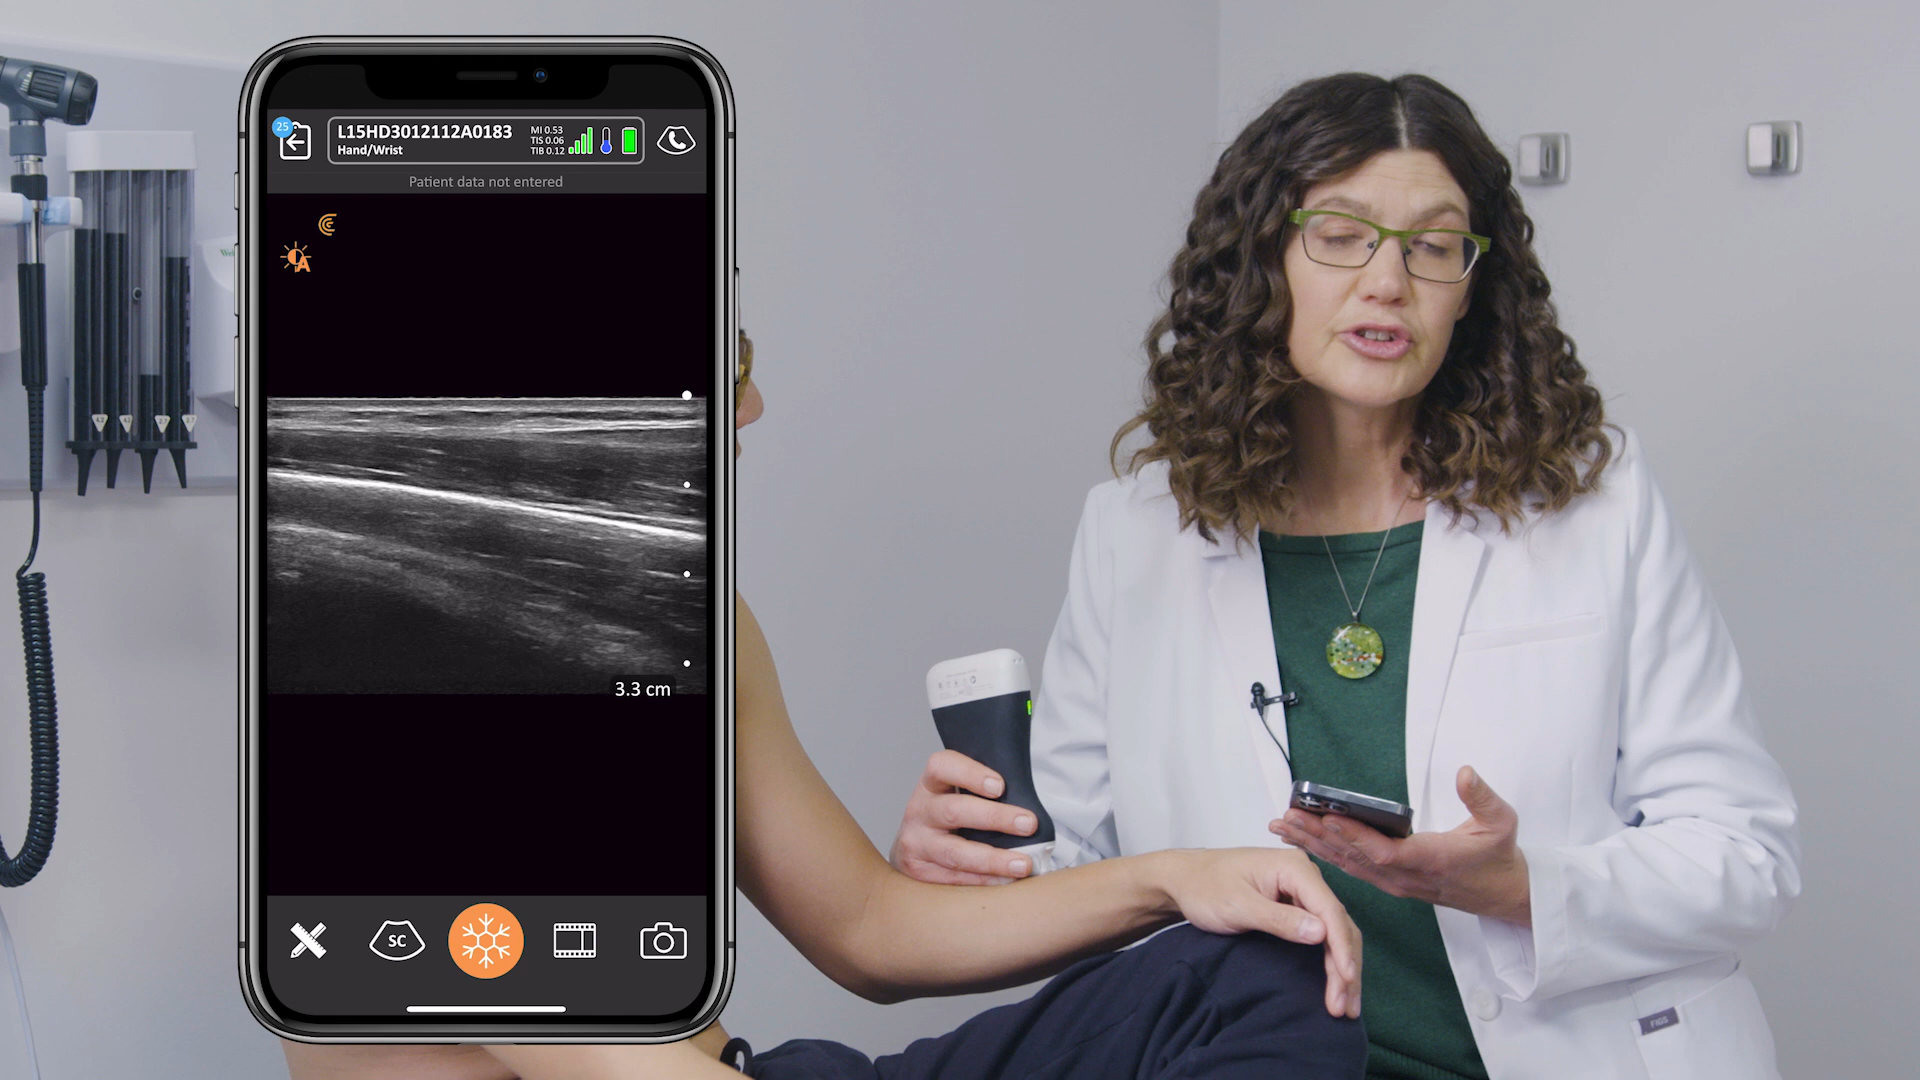 25
L15HD3012112A0183
Hand/Wrist
MI 0.53
TIS 0.06
TIB 0.12
Patient data not entered
3.3 cm
SC
FIGS